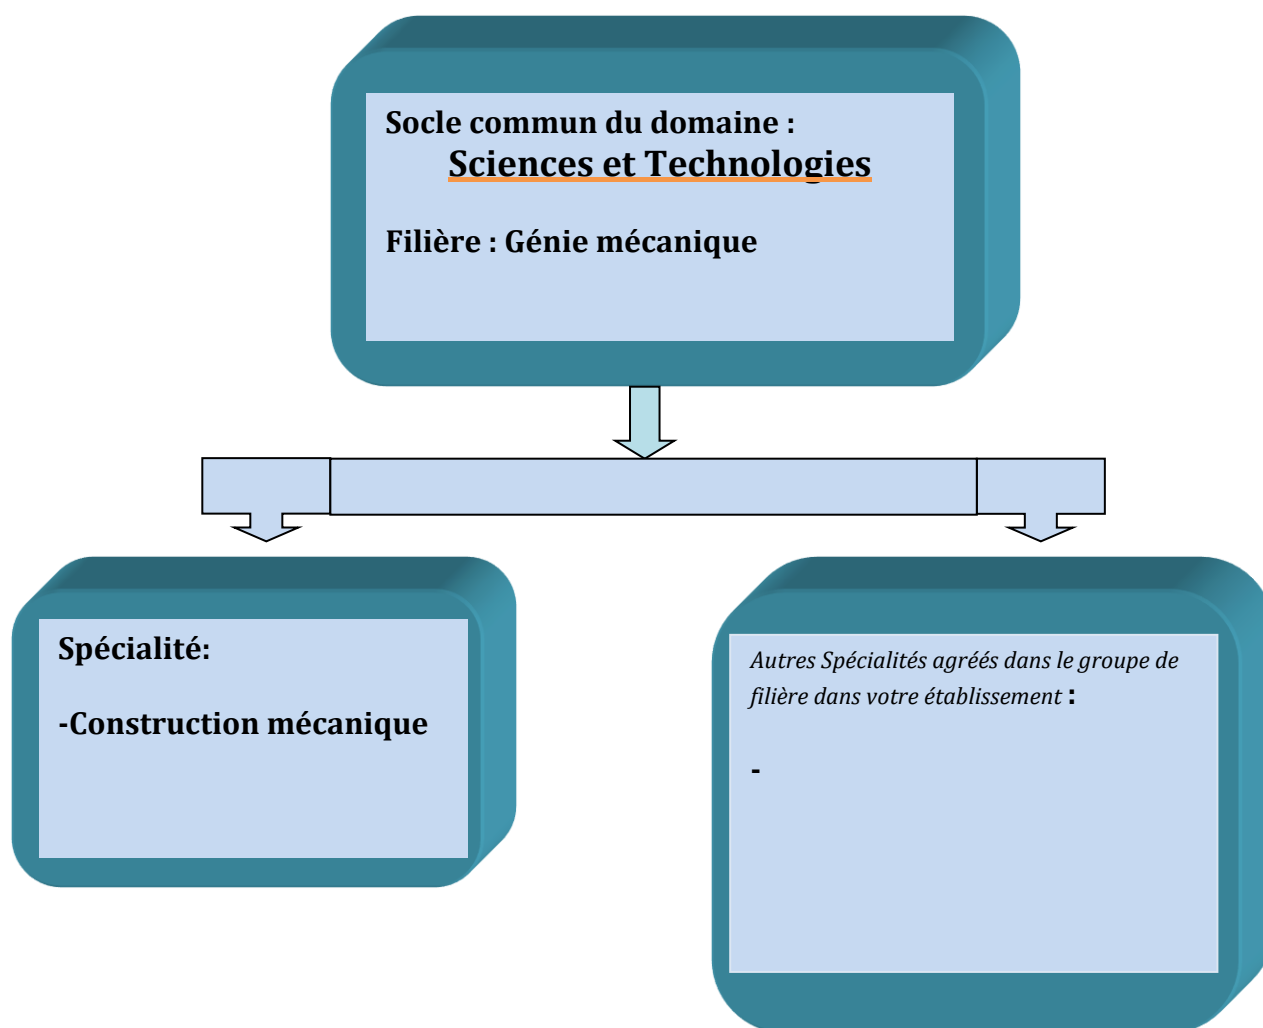 Socle commun du domaine :
Sciences et Technologies
Filière : Génie mécanique
Spécialité:
-Construction mécanique
Autres Spécialités agréés dans le groupe de
filière dans votre établissement :
-